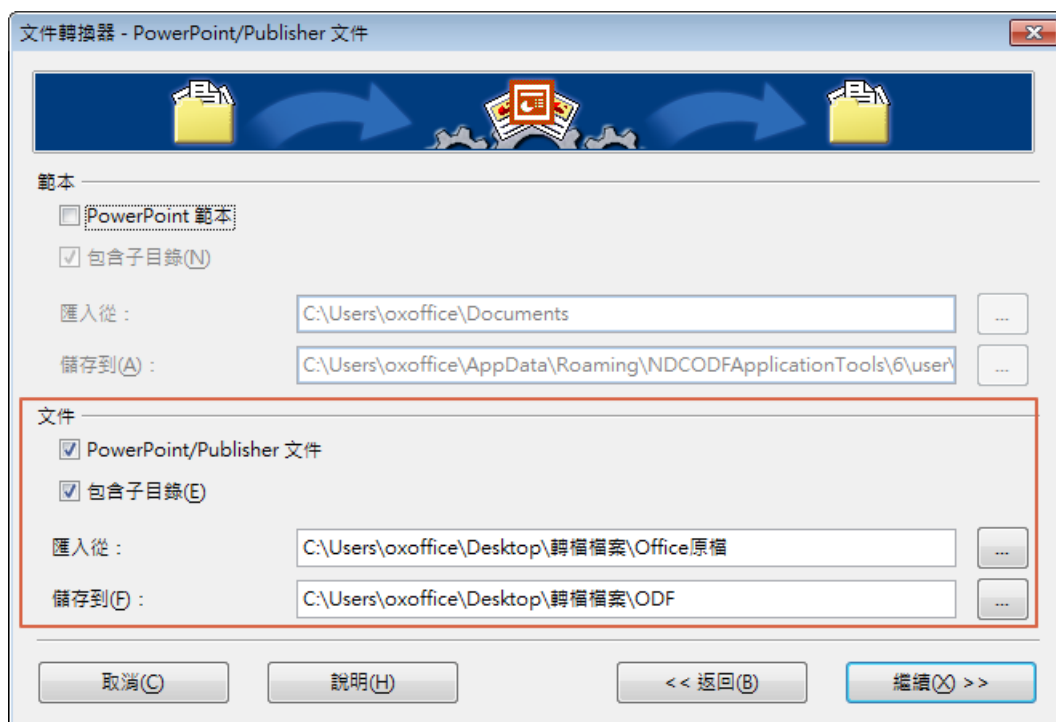 文件轉換器 - PowerPoint/Publisher 文件
範本
PowerPoint 範本
包含子目錄(N)
匯入從： C:\Users\oxoffice\Documents ...
儲存到(A)： C:\Users\oxoffice\AppData\Roaming\NDCODFApplicationTools\6\user\ ...
文件
PowerPoint/Publisher 文件
包含子目錄(E)
匯入從： C:\Users\oxoffice\Desktop\轉檔檔案\Office原檔 ...
儲存到(F)： C:\Users\oxoffice\Desktop\轉檔檔案\ODF ...
取消(C) 說明(H) << 返回(B) 繼續(X) >>